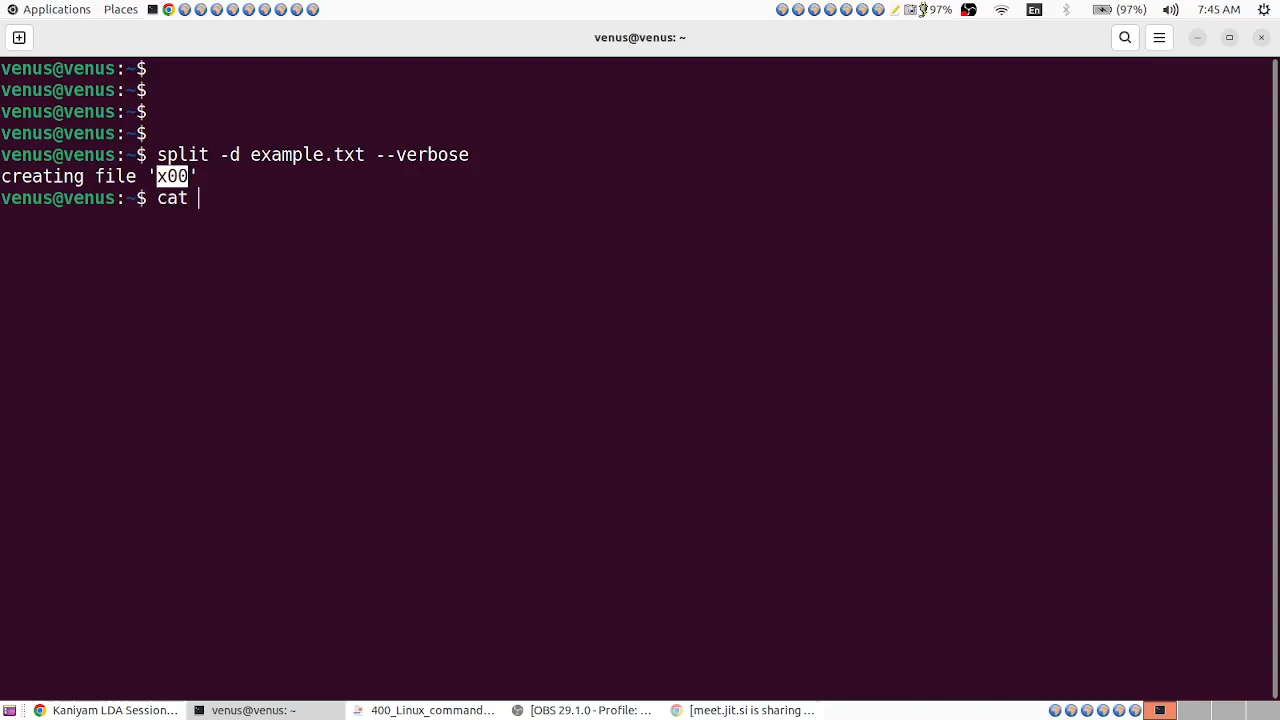 Applications Places 97% En (97%) 7:45 AM
venus@venus: ~
venus@venus:~$
venus@venus:~$
venus@venus:~$
venus@venus:~$
venus@venus:~$ split -d example.txt --verbose
creating file 'x00'
venus@venus:~$ cat
Kaniyam LDA Session... venus@venus: ~ 400_Linux_command... [OBS 29.1.0 - Profile: ... [meet.jit.si is sharing ...